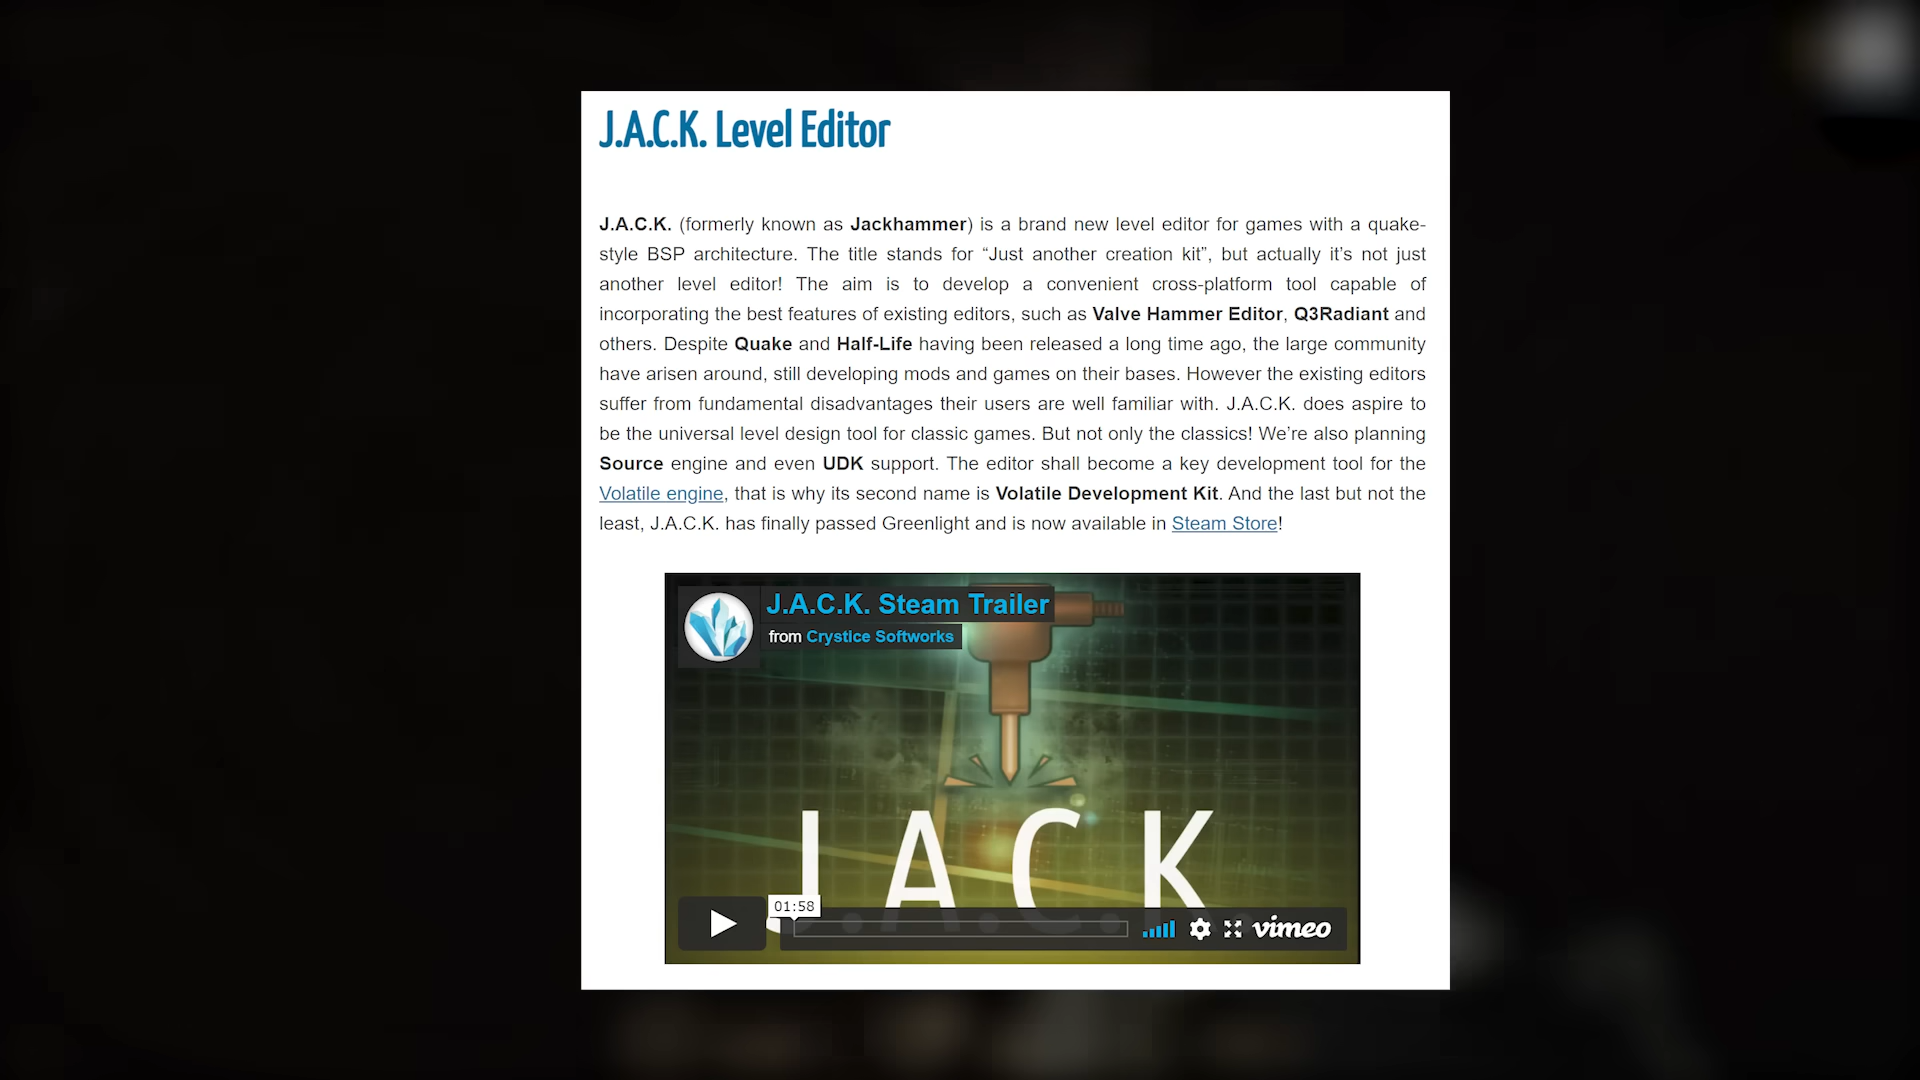 J.A.C.K. Level Editor
J.A.C.K. (formerly known as Jackhammer) is a brand new level editor for games with a quake-
style BSP architecture. The title stands for “Just another creation kit”, but actually it’s not just
another level editor! The aim is to develop a convenient cross-platform tool capable of
incorporating the best features of existing editors, such as Valve Hammer Editor, Q3Radiant and
others. Despite Quake and Half-Life having been released a long time ago, the large community
have arisen around, still developing mods and games on their bases. However the existing editors
suffer from fundamental disadvantages their users are well familiar with. J.A.C.K. does aspire to
be the universal level design tool for classic games. But not only the classics! We’re also planning
Source engine and even UDK support. The editor shall become a key development tool for the
Volatile engine, that is why its second name is Volatile Development Kit. And the last but not the
least, J.A.C.K. has finally passed Greenlight and is now available in Steam Store!
J.A.C.K. Steam Trailer
from Crystice Softworks
J.A.C.K.
01:58
vimeo